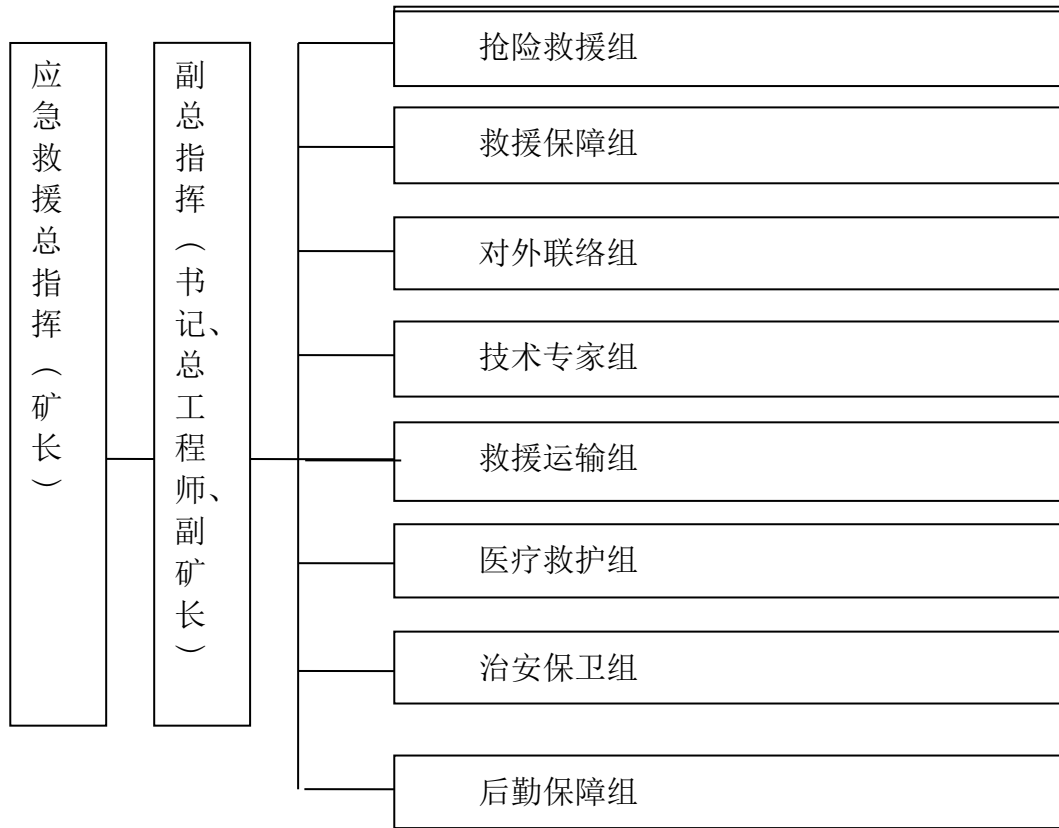 应急救援总指挥（矿长）
副总指挥（书记、总工程师、副矿长）
抢险救援组
救援保障组
对外联络组
技术专家组
救援运输组
医疗救护组
治安保卫组
后勤保障组